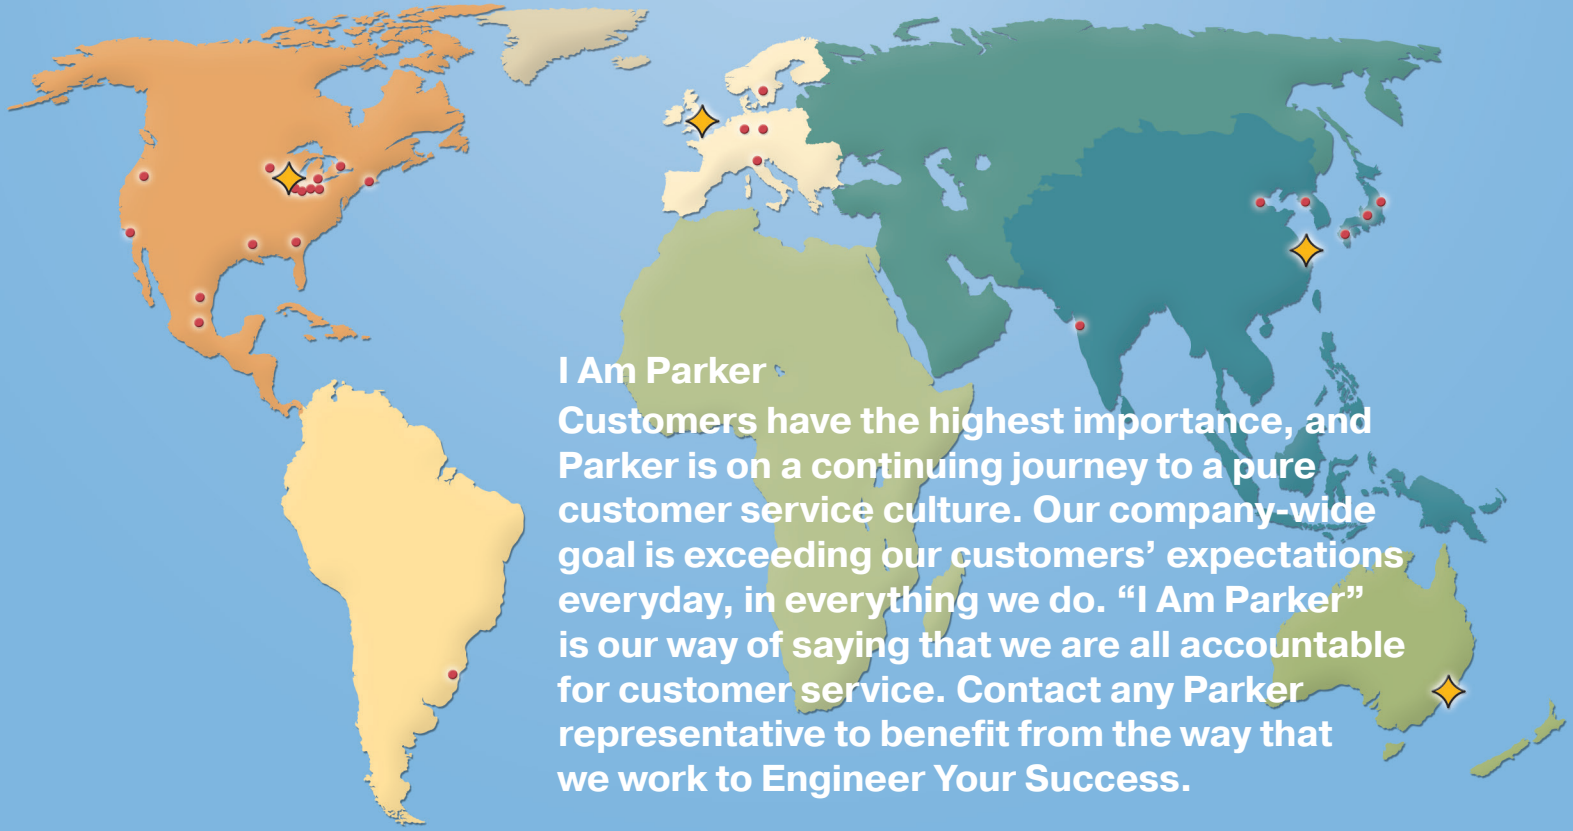 I Am Parker
Customers have the highest importance, and
Parker is on a continuing journey to a pure
customer service culture. Our company-wide
goal is exceeding our customers’ expectations
everyday, in everything we do. “I Am Parker”
is our way of saying that we are all accountable
for customer service. Contact any Parker
representative to benefit from the way that
we work to Engineer Your Success.